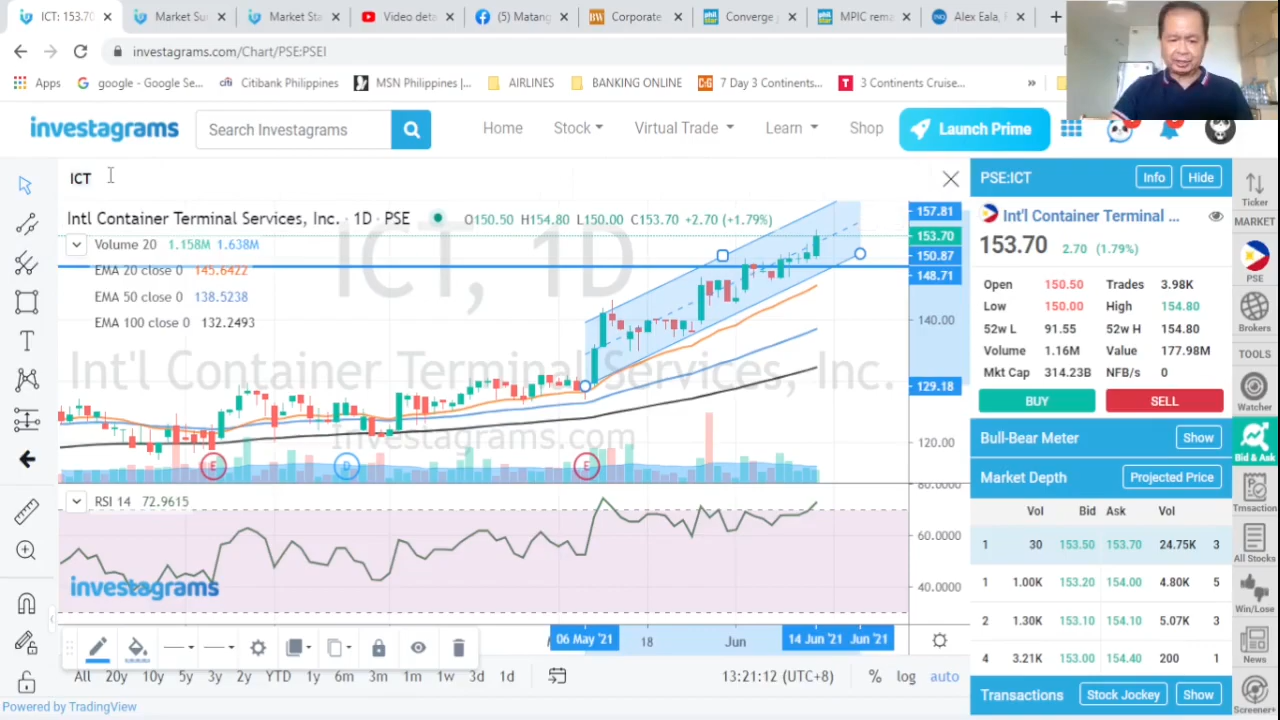 ICT: 153.70
Market Su
Market Sta
Video deta
(5) Matang
Corporate
Converge
MPIC rema
Alex Eala,
investagrams.com/Chart/PSE:PSEI
Apps
google - Google Se...
Citibank Philippines
MSN Philippines |...
AIRLINES
BANKING ONLINE
7 Day 3 Continents...
3 Continents Cruise...
»
investagrams
Search Investagrams
Home
Stock
Virtual Trade
Learn
Shop
Launch Prime
ICT
PSE:ICT
Info
Hide
Ticker
Intl Container Terminal Services, Inc. · 1D · PSE
O150.50 H154.80 L150.00 C153.70 +2.70 (+1.79%)
Volume 20 1.158M 1.638M
EMA 20 close 0 145.6422
EMA 50 close 0 138.5238
EMA 100 close 0 132.2493
ICT, 1D
Int'l Container Terminal Services, Inc.
Investagrams.com
157.81
153.70
150.87
148.71
140.00
129.18
120.00
E
D
E
RSI 14 72.9615
80.0000
60.0000
40.0000
investagrams
06 May '21
18
Jun
14 Jun '21
Jun '21
All 20y 10y 5y 3y 2y YTD 1y 6m 3m 1m 1w 3d 1d
13:21:12 (UTC+8)
% log auto
Powered by TradingView
Int'l Container Terminal ...
153.70 2.70 (1.79%)
Open 150.50 Trades 3.98K
Low 150.00 High 154.80
52w L 91.55 52w H 154.80
Volume 1.16M Value 177.98M
Mkt Cap 314.23B NFB/s 0
BUY
SELL
Bull-Bear Meter
Show
Market Depth
Projected Price
Vol Bid Ask Vol
1 30 153.50 153.70 24.75K 3
1 1.00K 153.20 154.00 4.80K 5
2 1.30K 153.10 154.10 5.07K 3
4 3.21K 153.00 154.40 200 1
Transactions
Stock Jockey
Show
MARKET
PSE
Brokers
TOOLS
Watcher
Bid & Ask
Trnsaction
All Stocks
Win/Lose
News
Screener+